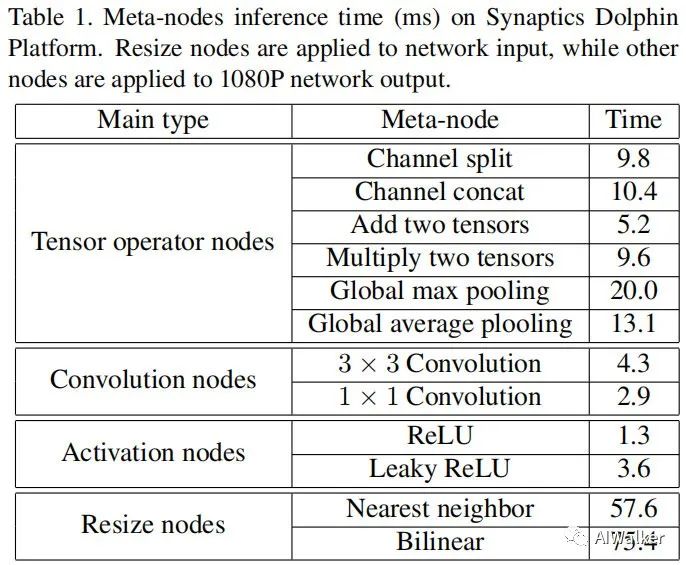 Table 1. Meta-nodes inference time (ms) on Synaptics Dolphin
Platform. Resize nodes are applied to network input, while other
nodes are applied to 1080P network output.
Main type Meta-node Time
Tensor operator nodes
Channel split 9.8
Channel concat 10.4
Add two tensors 5.2
Multiply two tensors 9.6
Global max pooling 20.0
Global average plooling 13.1
Convolution nodes
3 × 3 Convolution 4.3
1 × 1 Convolution 2.9
Activation nodes
ReLU 1.3
Leaky ReLU 3.6
Resize nodes
Nearest neighbor 57.6
Bilinear 75.4
AIWalker